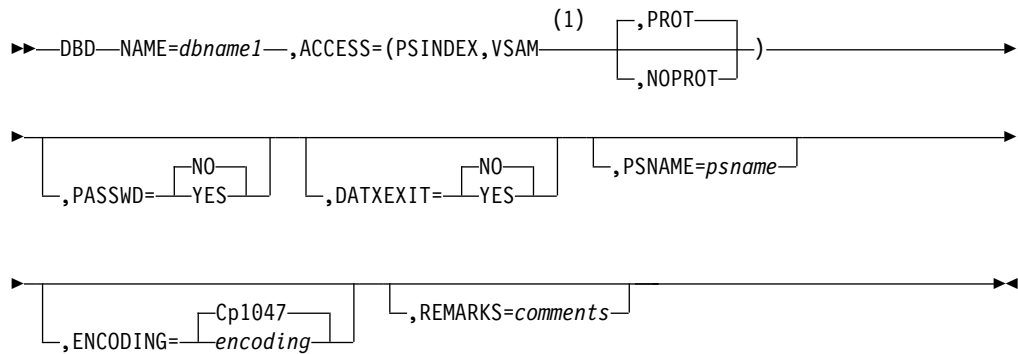 (1)
,PROT
DBD NAME=dbname1 ,ACCESS=(PSINDEX,VSAM )
,NOPROT
NO NO
,PASSWD= YES ,DATXEXIT= YES ,PSNAME=psname
Cp1047
,ENCODING= encoding ,REMARKS=comments